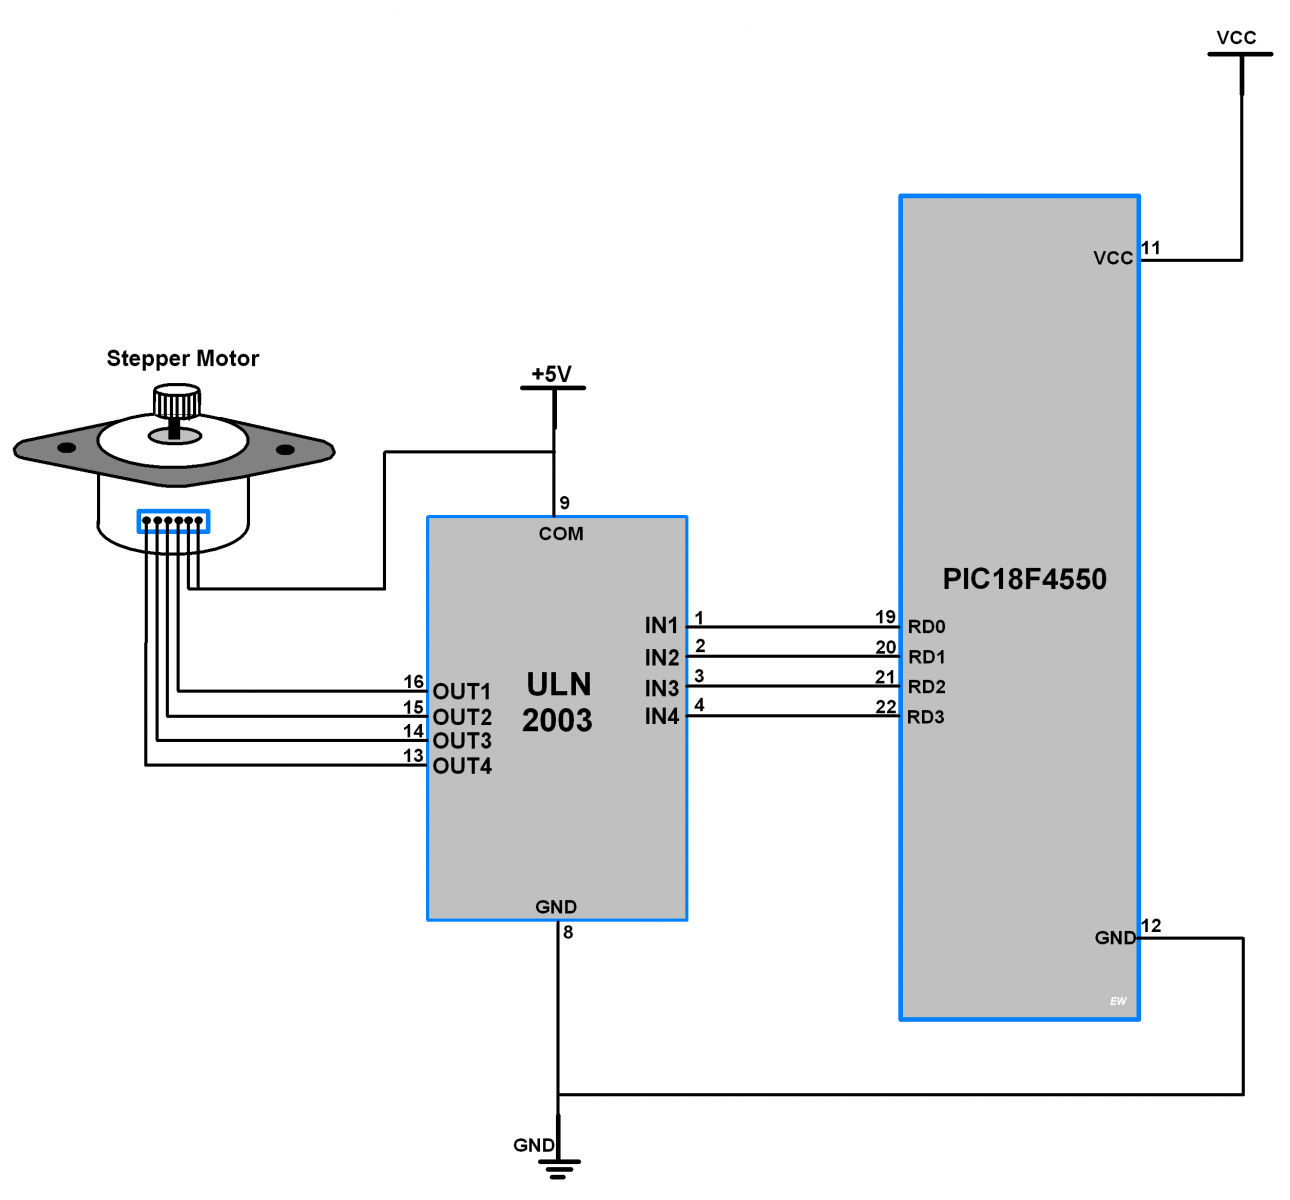 VCC
11
VCC
Stepper Motor
+5V
9
COM
PIC18F4550
IN1 1 19 RD0
IN2 2 20 RD1
IN3 3 21 RD2
IN4 4 22 RD3
16 OUT1
15 OUT2
14 OUT3
13 OUT4
ULN
2003
GND
8
12
GND
EW
GND